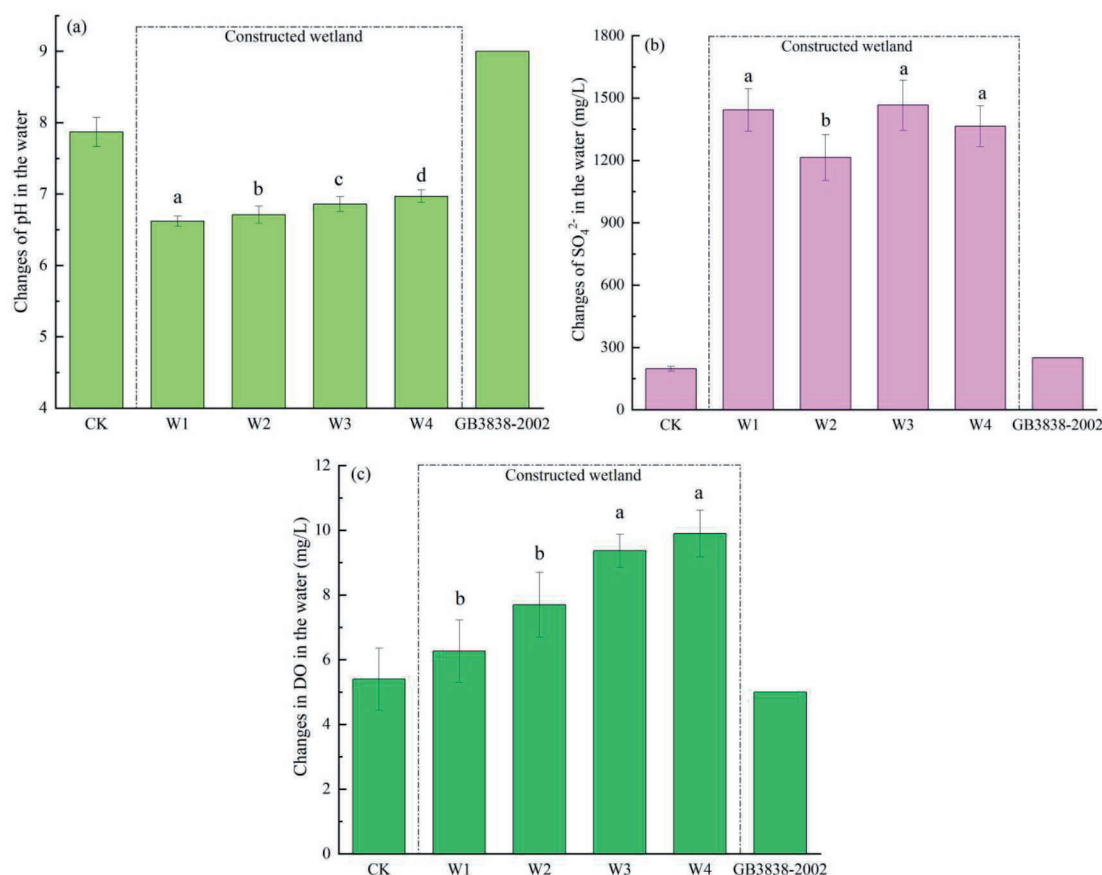 (a)
Constructed wetland
Changes of pH in the water
9
8
7
6
5
4
a
b
c
d
CK W1 W2 W3 W4 GB3838-2002
(b)
Constructed wetland
Changes of SO₄²⁻ in the water (mg/L)
1800
1500
1200
900
600
300
0
a
b
a
a
CK W1 W2 W3 W4 GB3838-2002
(c)
Constructed wetland
Changes in DO in the water (mg/L)
12
10
8
6
4
2
0
b
b
a
a
CK W1 W2 W3 W4 GB3838-2002